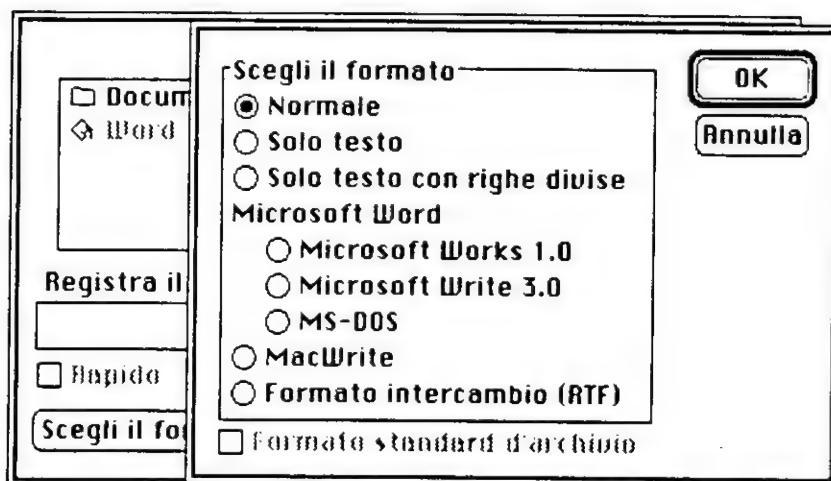 Docum
Word
Registra il
Rapido
Scegli il fo
Scegli il formato
Normale
Solo testo
Solo testo con righe divise
Microsoft Word
Microsoft Works 1.0
Microsoft Write 3.0
MS-DOS
MacWrite
Formato intercambio (RTF)
Formato standard d'archivio
OK
Annulla